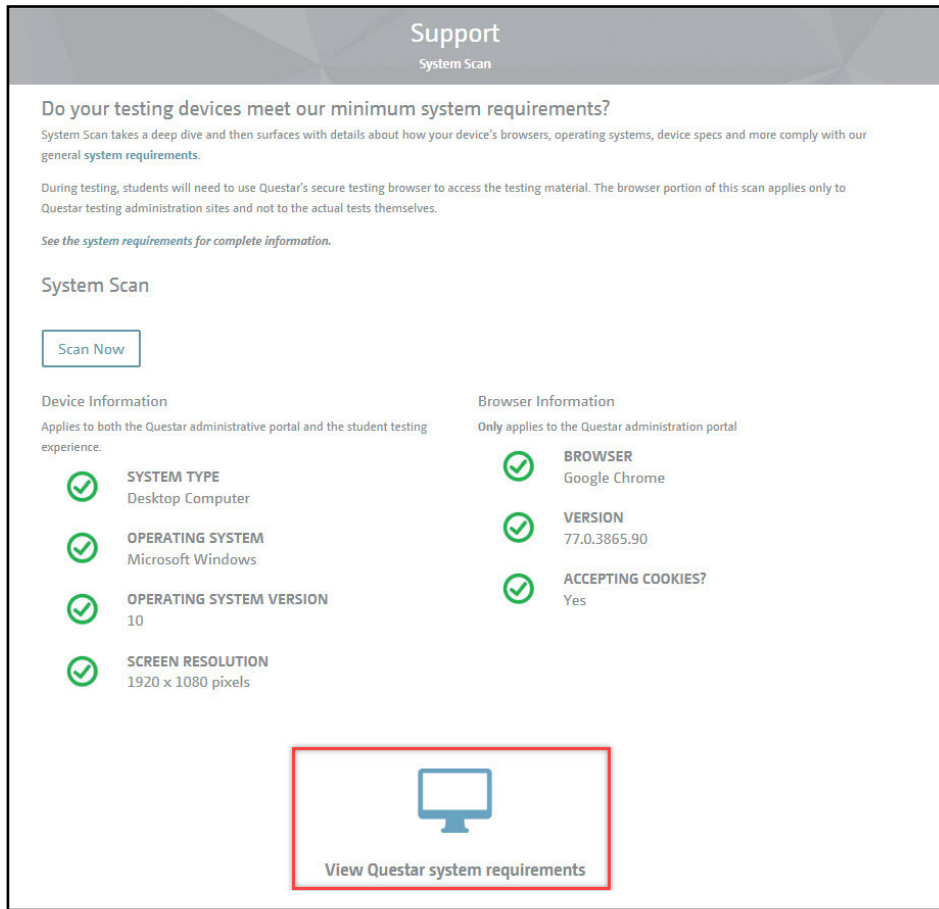 Support
System Scan
Do your testing devices meet our minimum system requirements?
System Scan takes a deep dive and then surfaces with details about how your device's browsers, operating systems, device specs and more comply with our
general system requirements.
During testing, students will need to use Questar's secure testing browser to access the testing material. The browser portion of this scan applies only to
Questar testing administration sites and not to the actual tests themselves.
See the system requirements for complete information.
System Scan
Scan Now
Device Information
Applies to both the Questar administrative portal and the student testing
experience.
SYSTEM TYPE
Desktop Computer
OPERATING SYSTEM
Microsoft Windows
OPERATING SYSTEM VERSION
10
SCREEN RESOLUTION
1920 x 1080 pixels
Browser Information
Only applies to the Questar administration portal
BROWSER
Google Chrome
VERSION
77.0.3865.90
ACCEPTING COOKIES?
Yes
View Questar system requirements